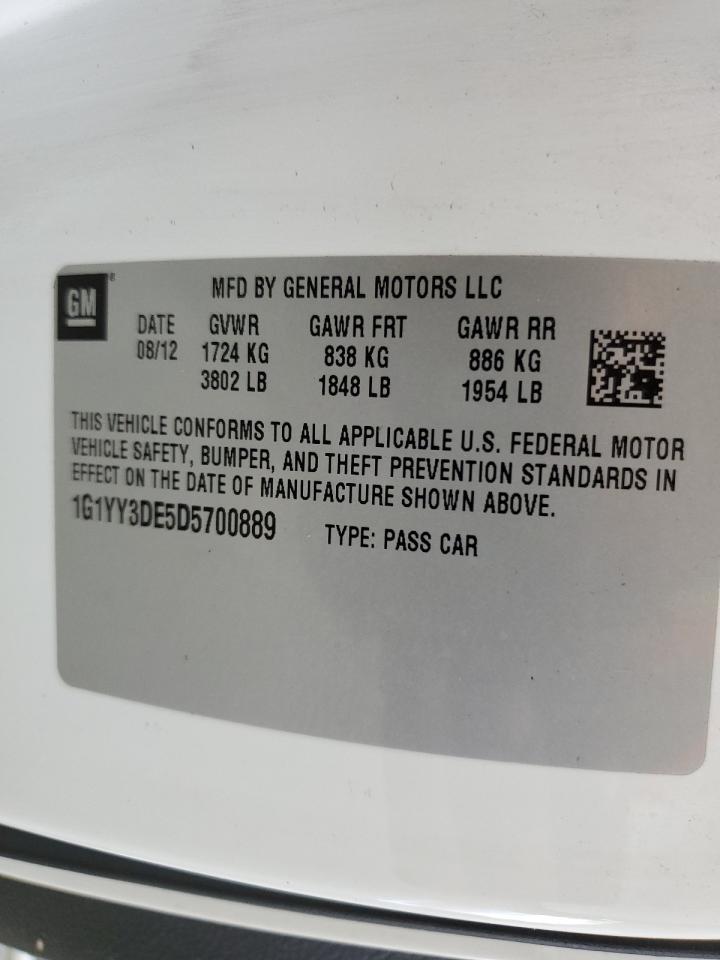 GM® MFD BY GENERAL MOTORS LLC
DATE GVWR GAWR FRT GAWR RR
08/12 1724 KG 838 KG 886 KG
3802 LB 1848 LB 1954 LB
THIS VEHICLE CONFORMS TO ALL APPLICABLE U.S. FEDERAL MOTOR
VEHICLE SAFETY, BUMPER, AND THEFT PREVENTION STANDARDS IN
EFFECT ON THE DATE OF MANUFACTURE SHOWN ABOVE.
1G1YY3DE5D5700889 TYPE: PASS CAR